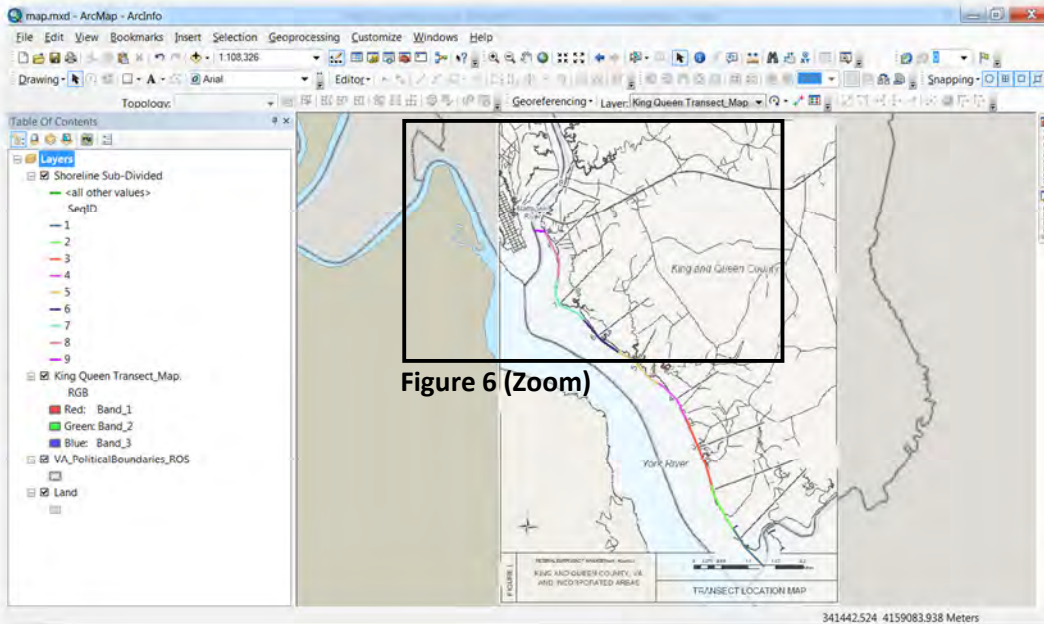 map.mxd - ArcMap - ArcInfo
File Edit View Bookmarks Insert Selection Geoprocessing Customize Windows Help
1:108,326
Drawing A Arial Editor Snapping
Topology: Georeferencing Layer: King Queen Transect_Map
Table Of Contents
Layers
Shoreline Sub-Divided
<all other values>
SeqID
1
2
3
4
5
6
7
8
9
King Queen Transect_Map.
RGB
Red: Band_1
Green: Band_2
Blue: Band_3
VA_PoliticalBoundaries_ROS
Land
River
King and Queen County
Figure 6 (Zoom)
York River
FIGURE 1
KING AND QUEEN COUNTY, VA
AND INCORPORATED AREAS
TRANSECT LOCATION MAP
341442.524 4159083.938 Meters